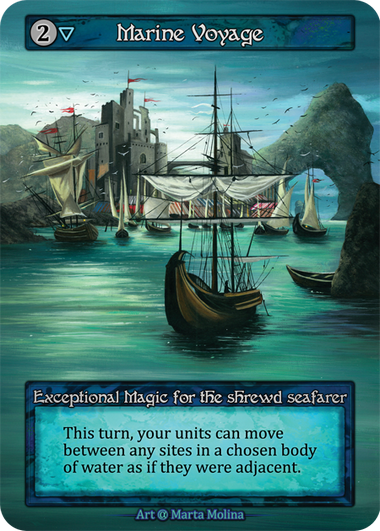 2 Marine Voyage
Exceptional Magic for the shrewd seafarer
This turn, your units can move
between any sites in a chosen body
of water as if they were adjacent.
Art @ Marta Molina